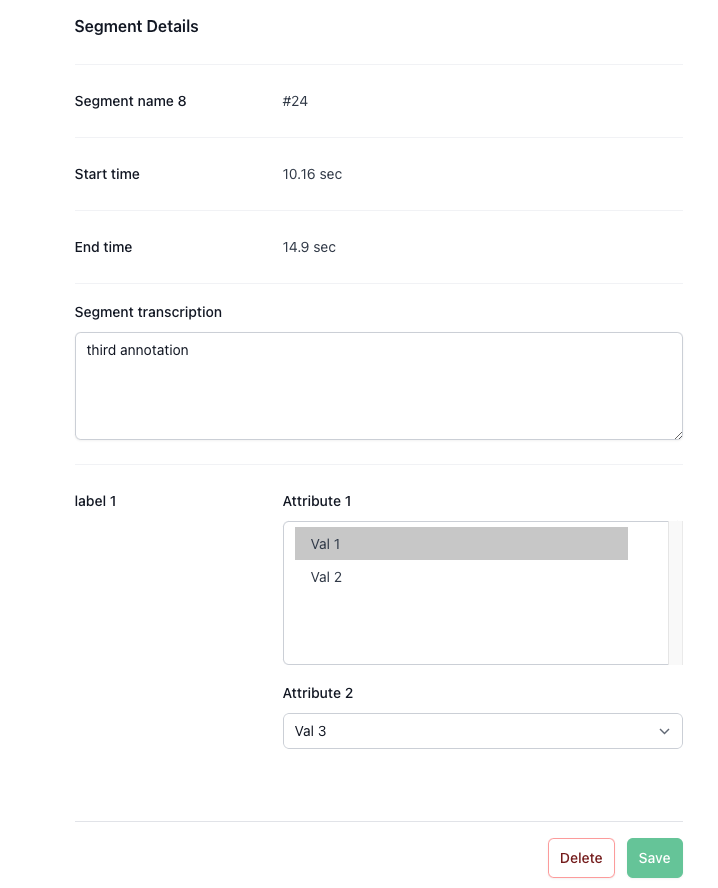 Segment Details
Segment name 8 #24
Start time 10.16 sec
End time 14.9 sec
Segment transcription
third annotation
label 1 Attribute 1
Val 1
Val 2
Attribute 2
Val 3
Delete Save